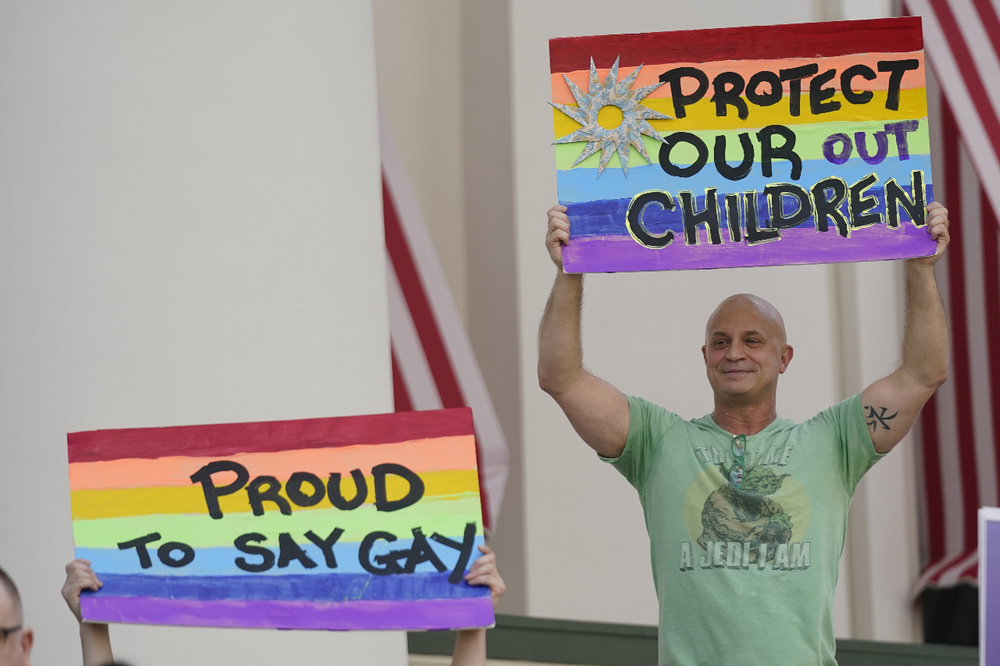 PROTECT
OUR OUT
CHILDREN
PROUD
TO SAY GAY
A JEDI I AM